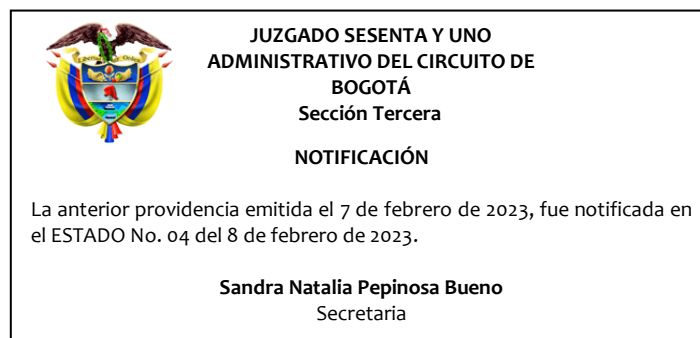 JUZGADO SESENTA Y UNO
ADMINISTRATIVO DEL CIRCUITO DE
BOGOTÁ
Sección Tercera
NOTIFICACIÓN
La anterior providencia emitida el 7 de febrero de 2023, fue notificada en
el ESTADO No. 04 del 8 de febrero de 2023.
Sandra Natalia Pepinosa Bueno
Secretaria